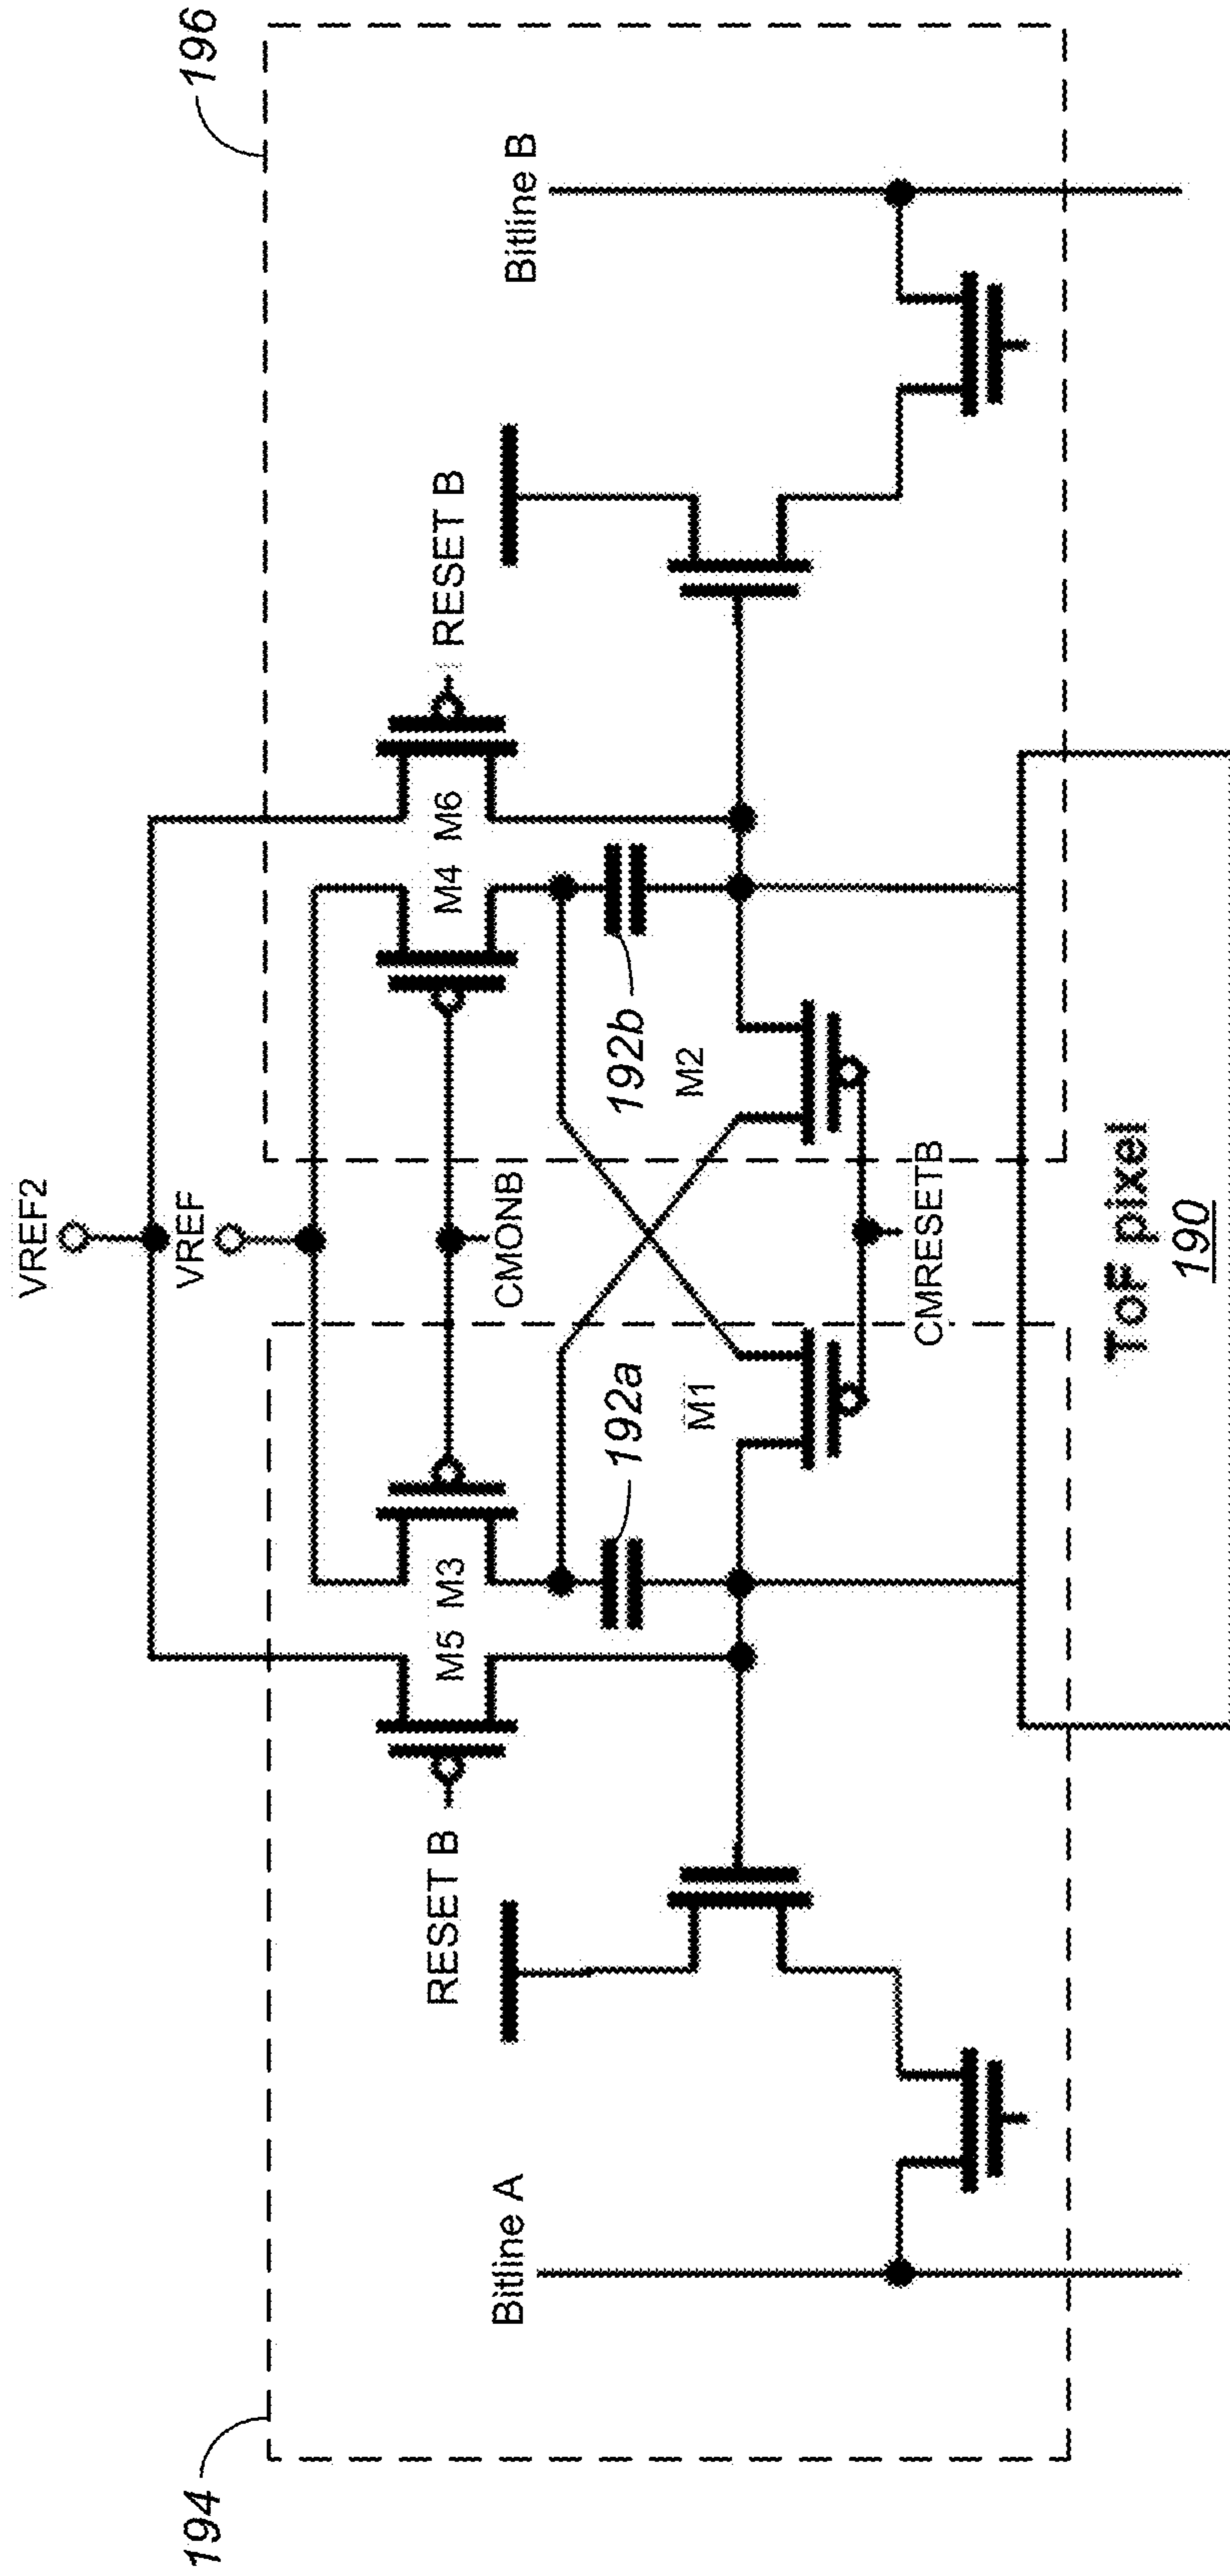 194
196
VREF2
VREF
Bitline A
Bitline B
RESET B
RESET B
M5
M3
M4
M6
CMONB
192a
192b
M1
M2
CMRESETB
ToF pixel
190